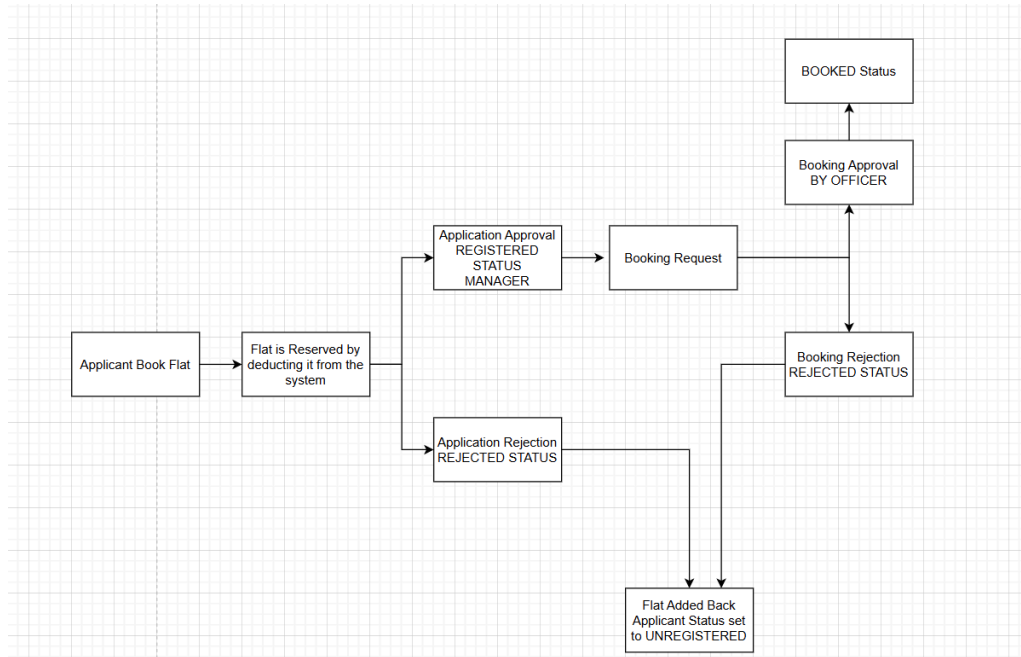 Applicant Book Flat
Flat is Reserved by
deducting it from the
system
Application Approval
REGISTERED
STATUS
MANAGER
Booking Request
BOOKED Status
Booking Approval
BY OFFICER
Booking Rejection
REJECTED STATUS
Application Rejection
REJECTED STATUS
Flat Added Back
Applicant Status set
to UNREGISTERED